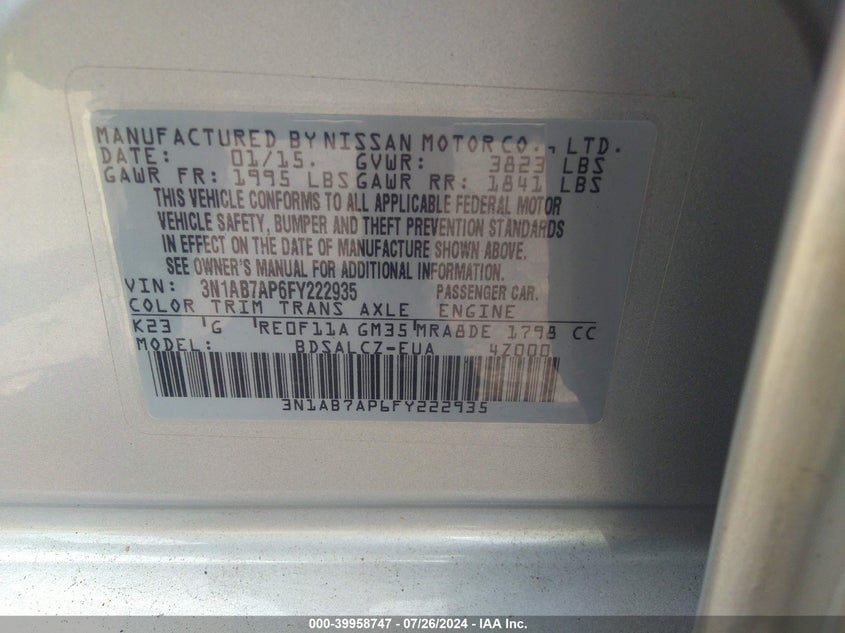 MANUFACTURED BY NISSAN MOTOR CO., LTD.
DATE: 01/15. GVWR: 3823 LBS
GAWR FR: 1995 LBS GAWR RR: 1841 LBS
THIS VEHICLE CONFORMS TO ALL APPLICABLE FEDERAL MOTOR
VEHICLE SAFETY, BUMPER AND THEFT PREVENTION STANDARDS
IN EFFECT ON THE DATE OF MANUFACTURE SHOWN ABOVE.
SEE OWNER'S MANUAL FOR ADDITIONAL INFORMATION.
VIN: 3N1AB7AP6FY222935 PASSENGER CAR.
COLOR TRIM TRANS AXLE ENGINE
K23 G RE0F11A GM35 MRA8DE 1798 CC
MODEL: BDSALCZ-EUA 4Z000
3N1AB7AP6FY222935
000-39958747 - 07/26/2024 - IAA Inc.